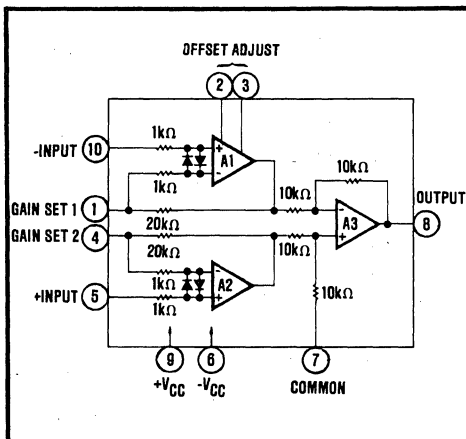 OFFSET ADJUST
2 3
-INPUT 10 1kΩ + A1 -
1kΩ
10kΩ 10kΩ OUTPUT
GAIN SET 1 1 20kΩ - A3 + 8
GAIN SET 2 4 20kΩ 10kΩ
1kΩ - A2 +
+INPUT 5 1kΩ
10kΩ
9 6 7
+VCC -VCC COMMON